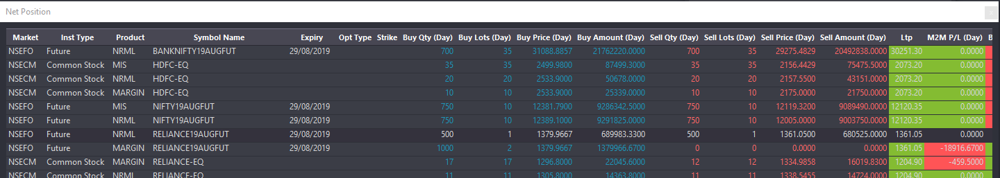 Net Position
Market Inst Type Product Symbol Name Expiry Opt Type Strike Buy Qty (Day) Buy Lots (Day) Buy Price (Day) Buy Amount (Day) Sell Qty (Day) Sell Lots (Day) Sell Price (Day) Sell Amount (Day) Ltp M2M P/L (Day) B
NSEFO Future NRML BANKNIFTY19AUGFUT 29/08/2019 700 35 31088.8857 21762220.0000 700 35 29275.4829 20492838.0000 30251.30 0.0000
NSECM Common Stock MIS HDFC-EQ 35 35 2499.9800 87499.3000 35 35 2156.4429 75475.5000 2073.20 0.0000
NSECM Common Stock NRML HDFC-EQ 20 20 2533.9000 50678.0000 20 20 2157.5500 43151.0000 2073.20 0.0000
NSECM Common Stock MARGIN HDFC-EQ 10 10 2533.9000 25339.0000 10 10 2175.0000 21750.0000 2073.20 0.0000
NSEFO Future MIS NIFTY19AUGFUT 29/08/2019 750 10 12381.7900 9286342.5000 750 10 12119.3200 9089490.0000 12120.35 0.0000
NSEFO Future NRML NIFTY19AUGFUT 29/08/2019 750 10 12389.1000 9291825.0000 750 10 12005.0000 9003750.0000 12120.35 0.0000
NSEFO Future NRML RELIANCE19AUGFUT 29/08/2019 500 1 1379.9667 689983.3300 500 1 1361.0500 680525.0000 1361.05 0.0000
NSEFO Future MARGIN RELIANCE19AUGFUT 29/08/2019 1000 2 1379.9667 1379966.6700 0 0 0.0000 0.0000 1361.05 -18916.6700
NSECM Common Stock MARGIN RELIANCE-EQ 17 17 1296.8000 22045.6000 12 12 1334.9858 16019.8300 1204.90 -459.5000
NSECM Common Stock NRML RELIANCE-EQ 11 11 1305.8000 14363.8000 11 11 1338.5455 14724.0000 1204.90 0.0000